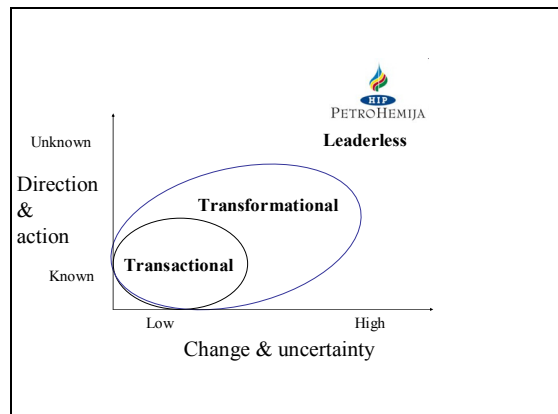 HIP
PETROHEMIJA
Leaderless
Unknown
Direction
&
action
Transformational
Transactional
Known
Low
High
Change & uncertainty